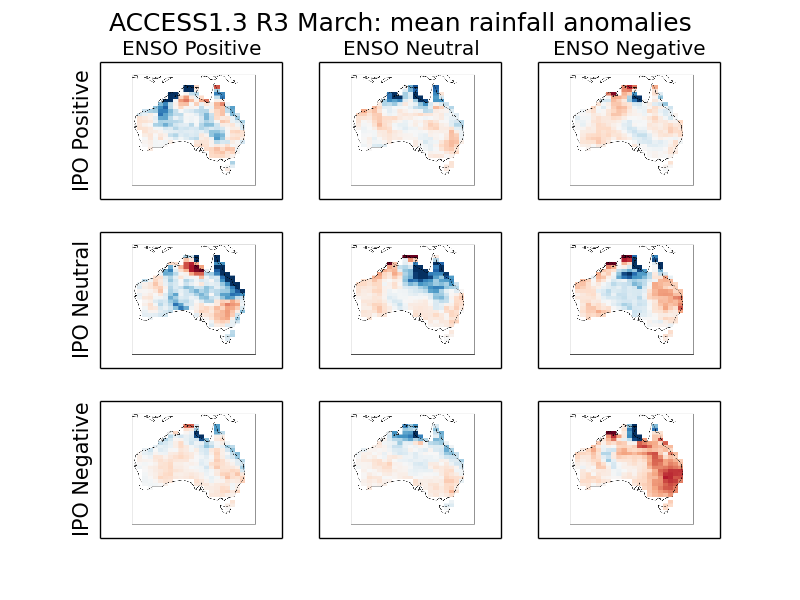 ACCESS1.3 R3 March: mean rainfall anomalies
ENSO Positive
ENSO Neutral
ENSO Negative
IPO Positive
IPO Neutral
IPO Negative